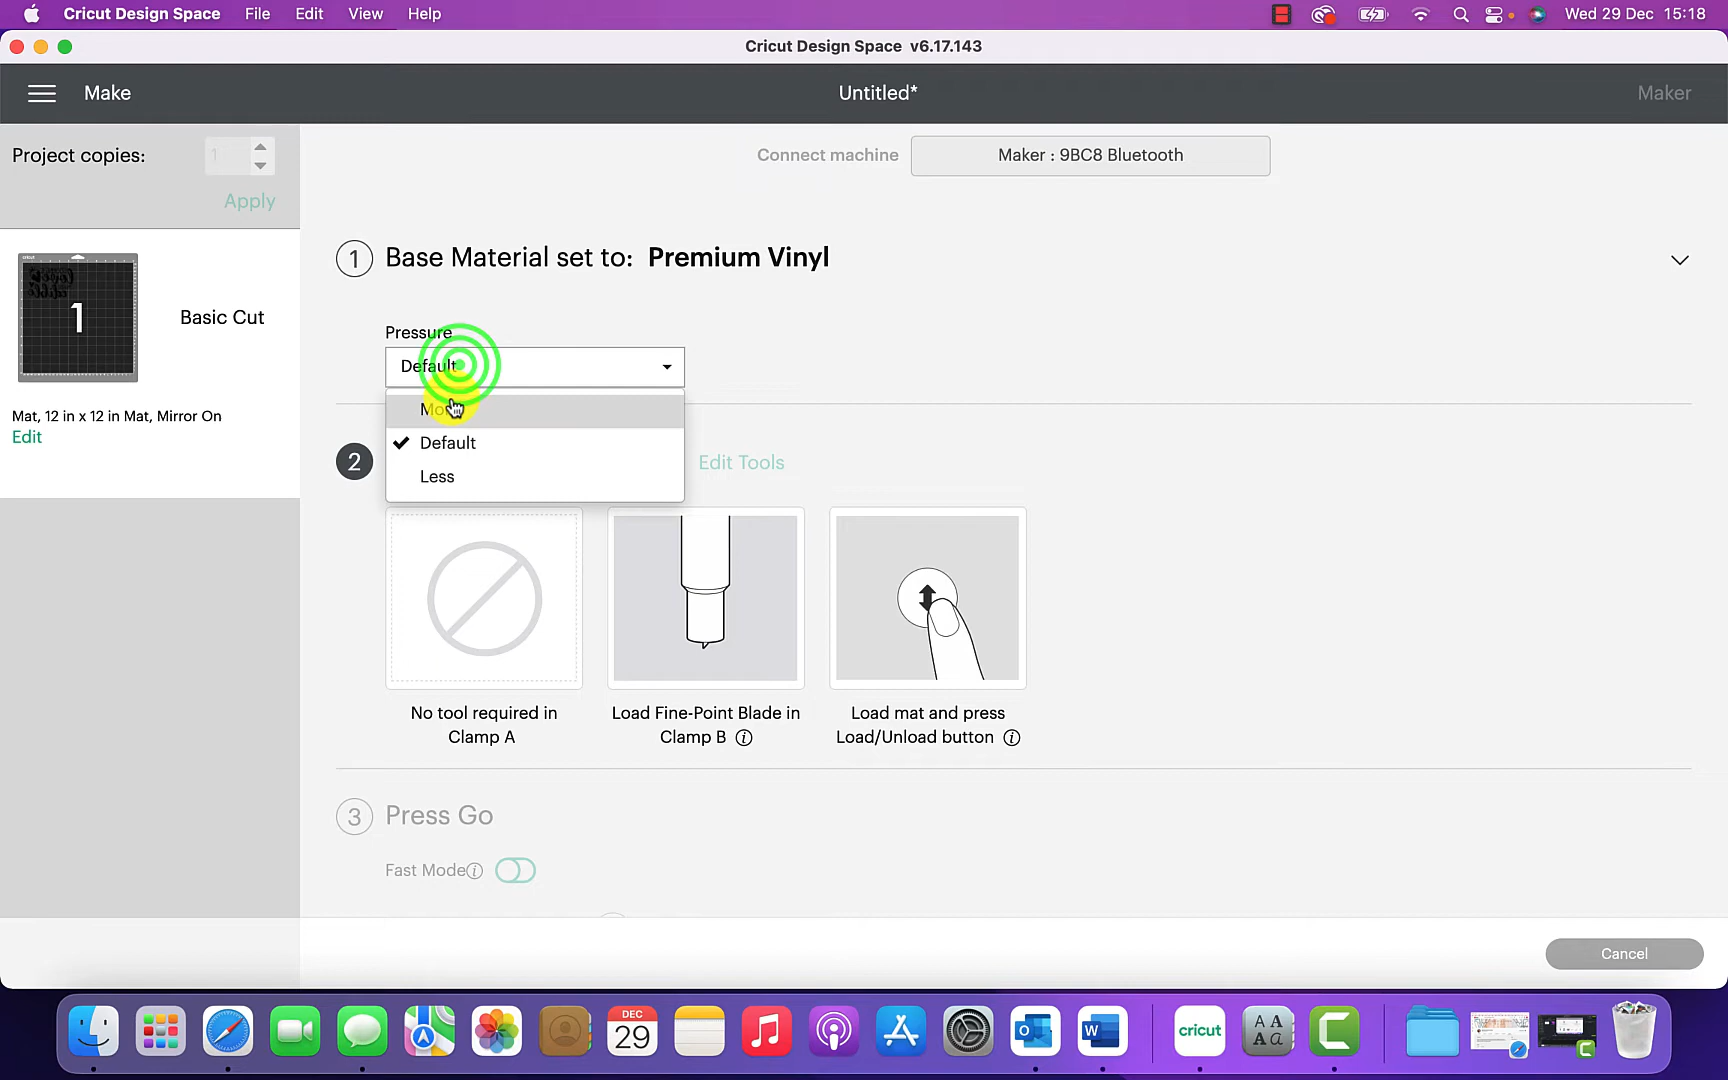 Cricut Design Space File Edit View Help Wed 29 Dec 15:18
Cricut Design Space v6.17.143
Make Untitled* Maker
Project copies: 1
Apply
Connect machine Maker : 9BC8 Bluetooth
1 Base Material set to: Premium Vinyl
1 Basic Cut
Mat, 12 in x 12 in Mat, Mirror On
Edit
Pressure
Default
Default
Less
2 Edit Tools
No tool required in
Clamp A
Load Fine-Point Blade in
Clamp B
Load mat and press
Load/Unload button
3 Press Go
Fast Mode
Cancel
DEC
29
cricut
A A
A a